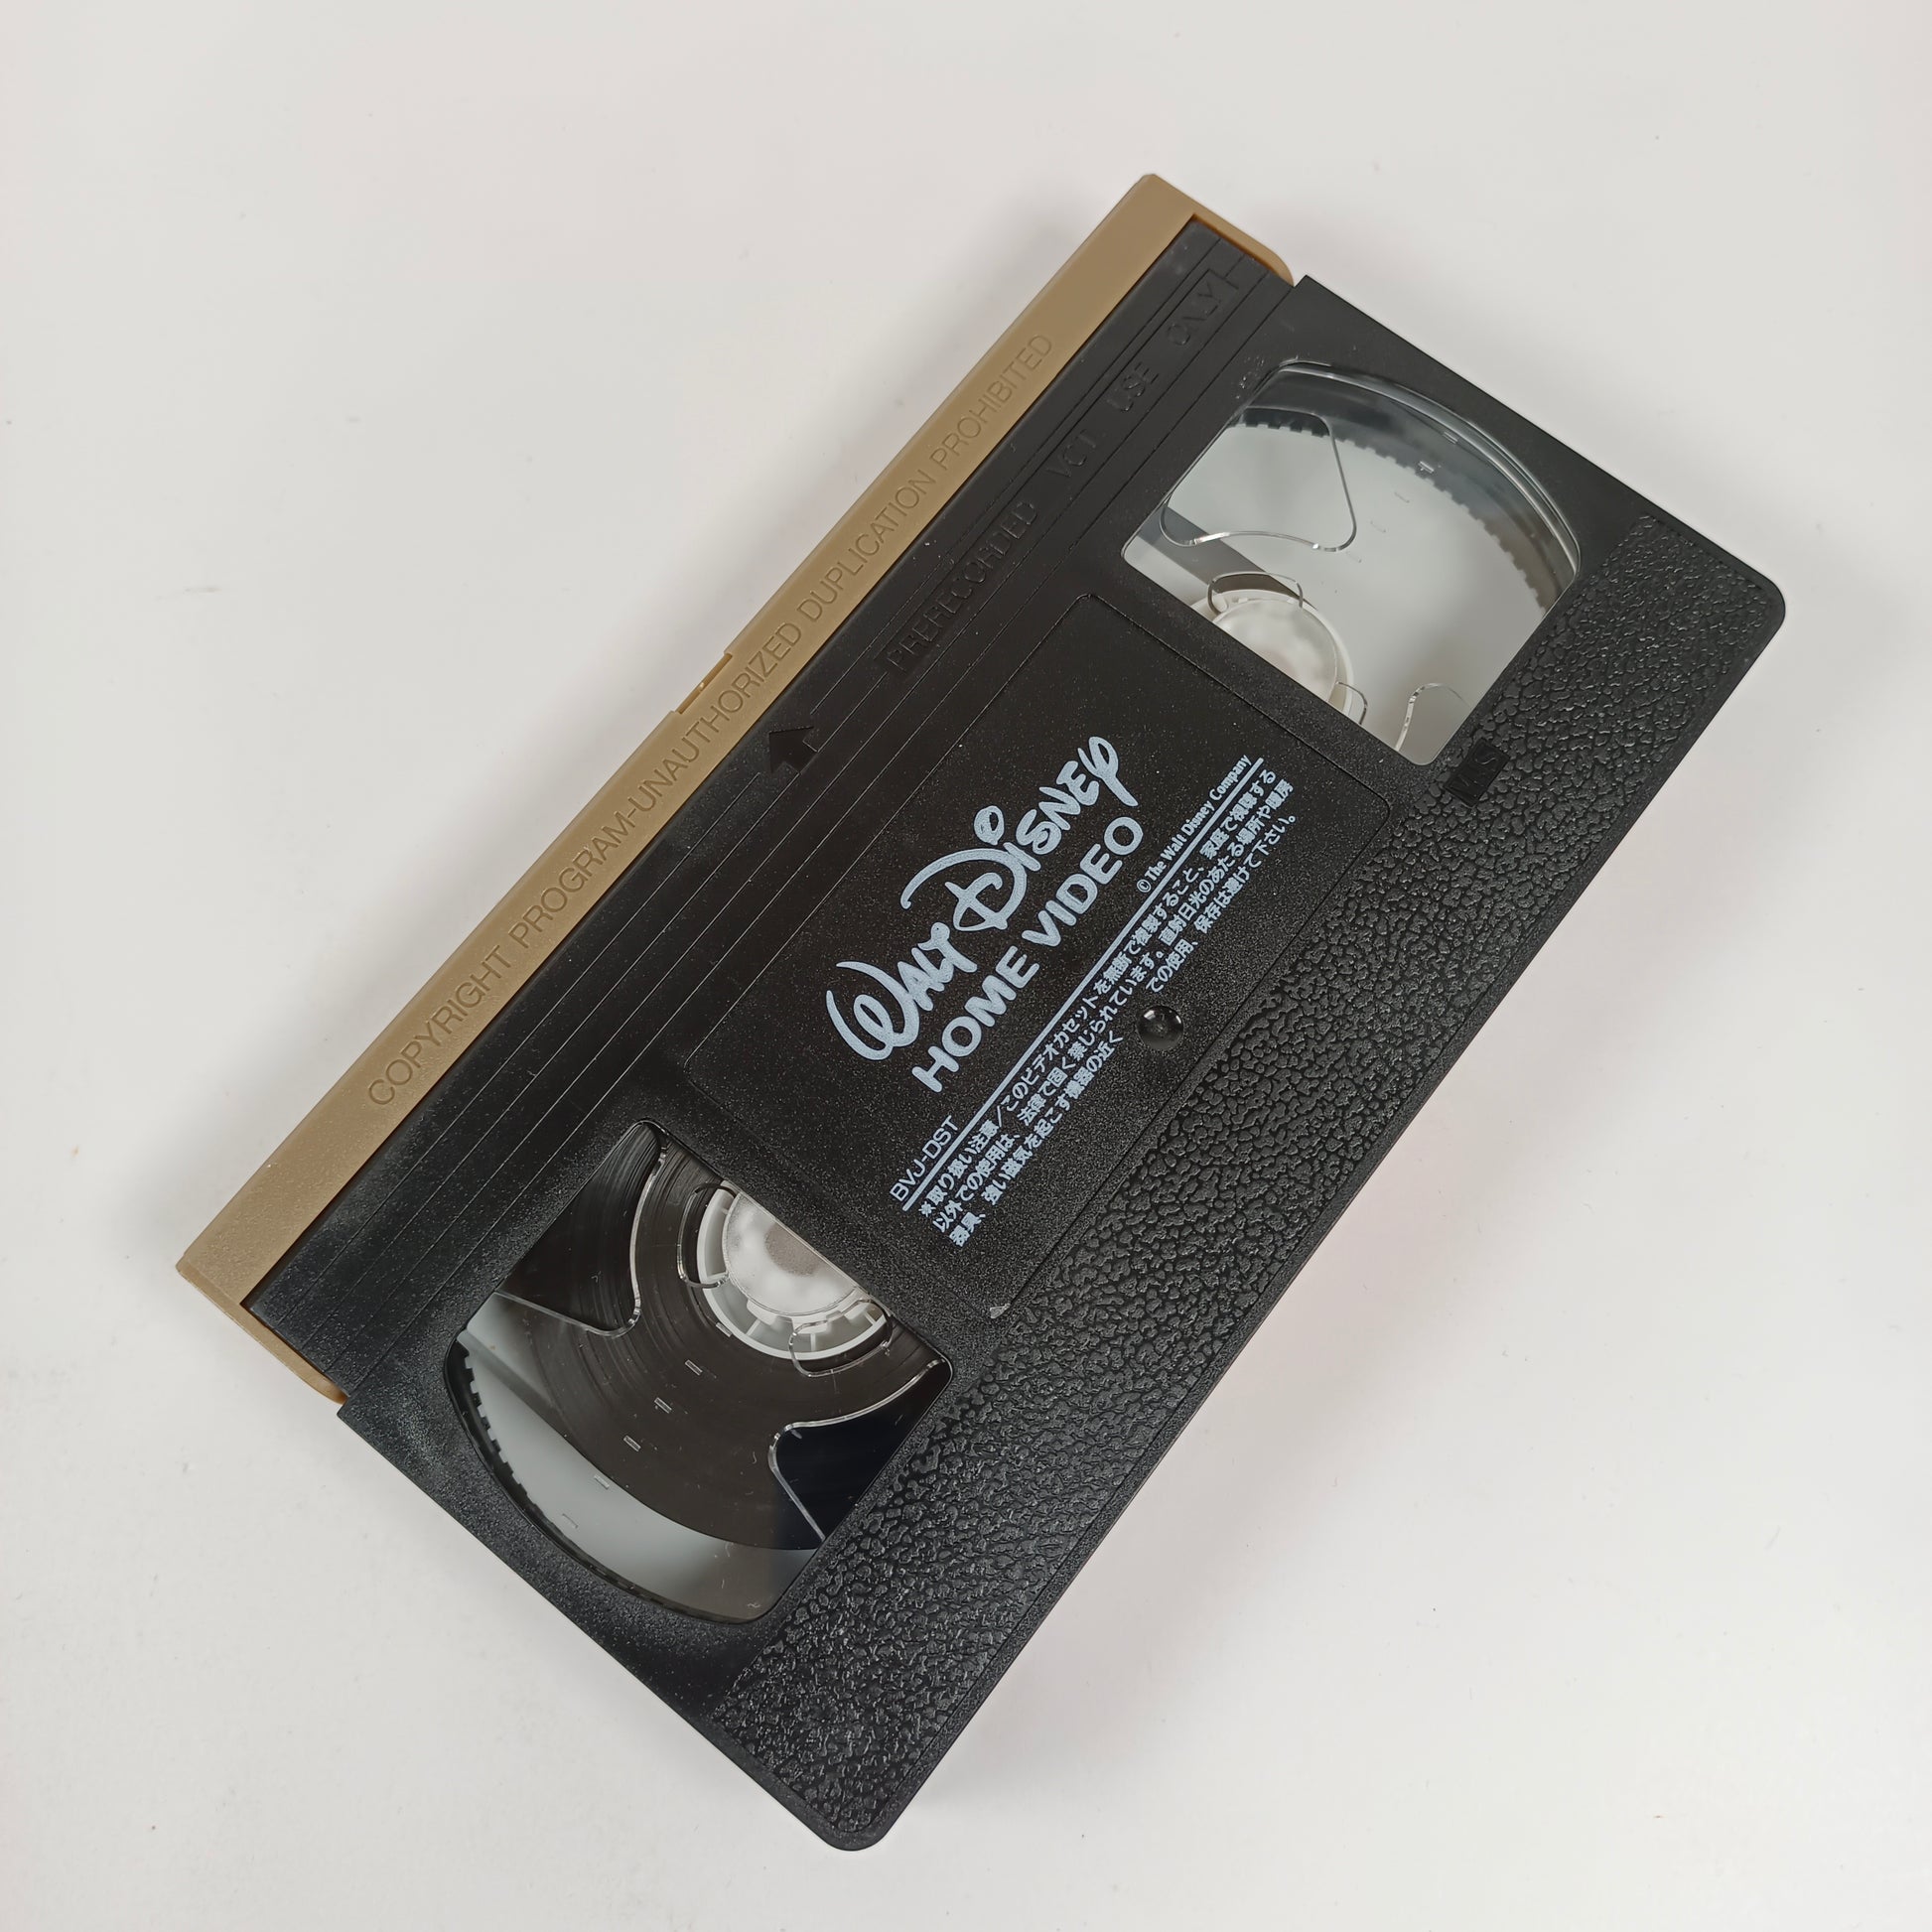 COPYRIGHT PROGRAM-UNAUTHORIZED DUPLICATION PROHIBITED
PRERECORDED VCT. USE ONLY
WALT DISNEY
HOME VIDEO
BVJ-DST
© The Walt Disney Company
※取り扱い注意／このビデオカセットを無断で複製すること、家庭で視聴する
以外での使用は、法律で固く禁じられています。直射日光のあたる場所や暖房
器具、強い磁気を起こす機器の近くでの使用、保存は避けて下さい。
VHS